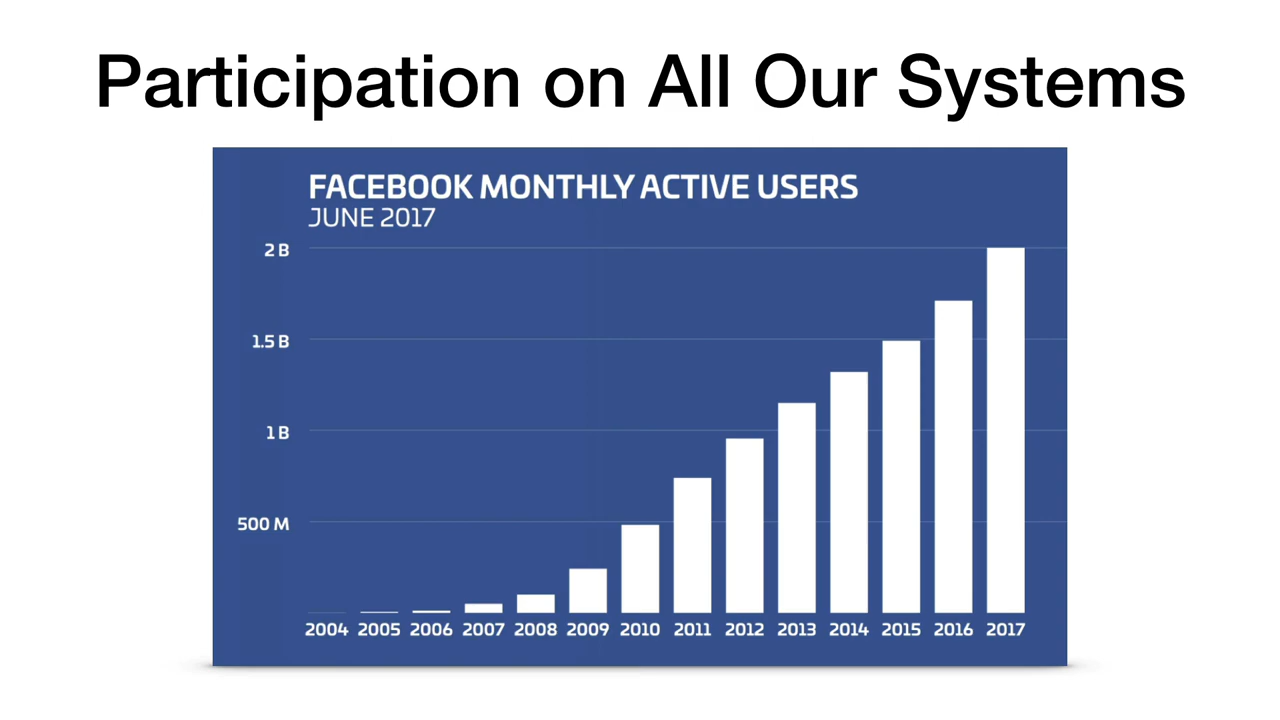 Participation on All Our Systems
FACEBOOK MONTHLY ACTIVE USERS
JUNE 2017
2 B
1.5 B
1 B
500 M
2004 2005 2006 2007 2008 2009 2010 2011 2012 2013 2014 2015 2016 2017